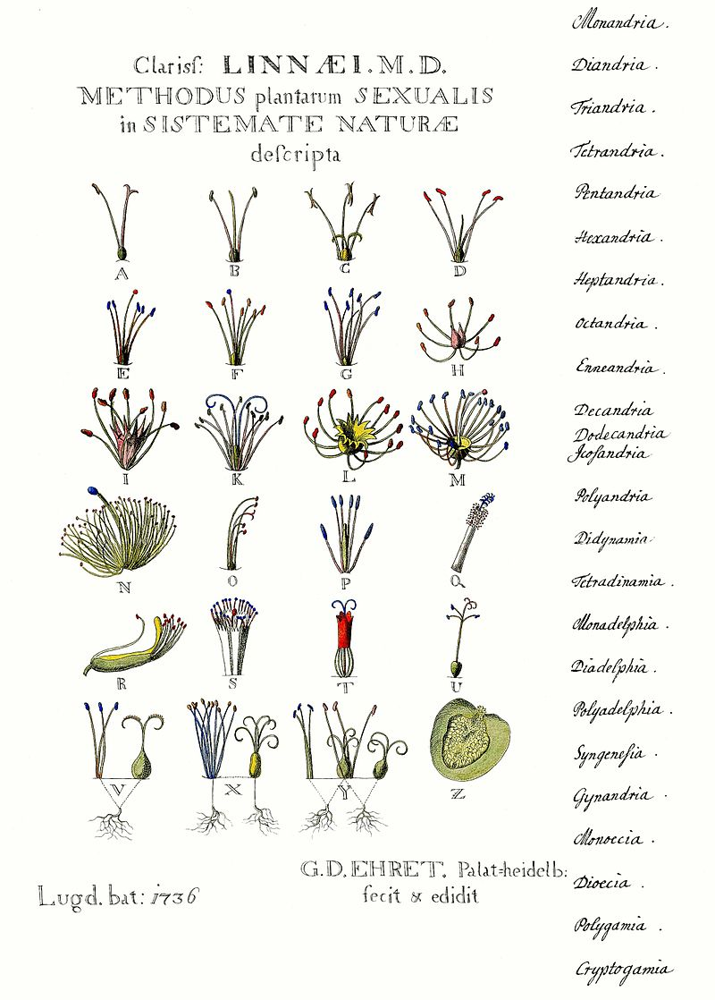 Clarisſ: LINNÆI. M. D.
METHODUS plantarum SEXUALIS
in SISTEMATE NATURÆ
deſcripta
A B C D
E F G H
I K L M
N O P Q
R S T U
V X Y Z
Lugd. bat: 1736
G. D. EHRET. Palat=heidelb:
fecit & edidit
Monandria.
Diandria.
Triandria.
Tetrandria.
Pentandria
Hexandria.
Heptandria.
Octandria.
Enneandria.
Decandria
Dodecandria
Jcoſandria
Polyandria
Didynamia
Tetradinamia.
Monadelphia.
Diadelphia.
Polyadelphia.
Syngeneſia.
Gynandria.
Monoecia.
Dioecia.
Polygamia.
Cryptogamia